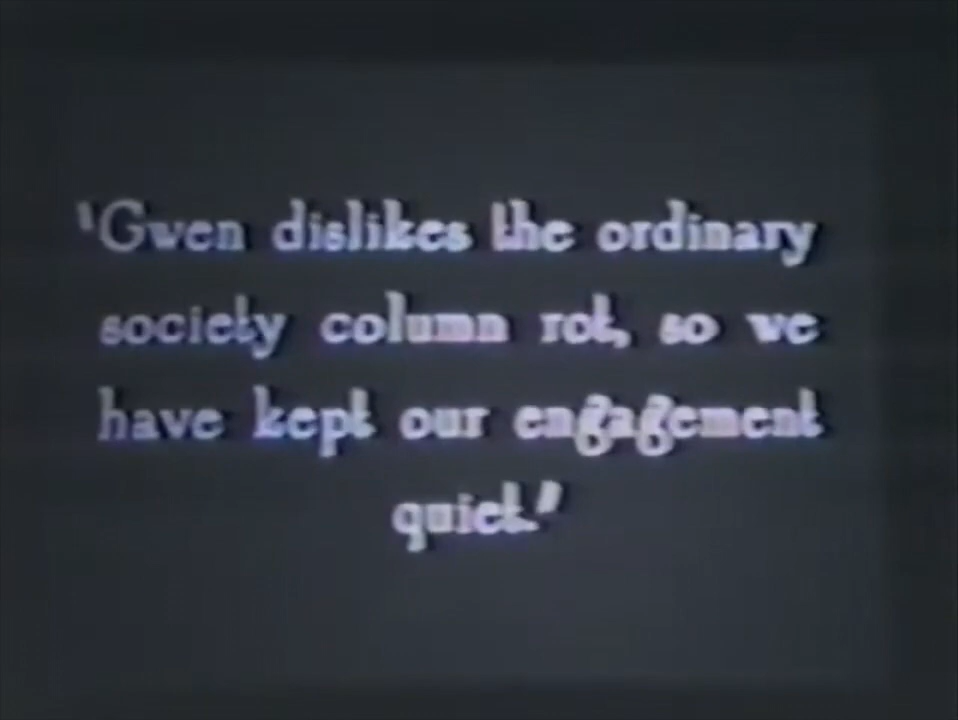 "Gwen dislikes the ordinary
society column rot, so we
have kept our engagement
quiet."